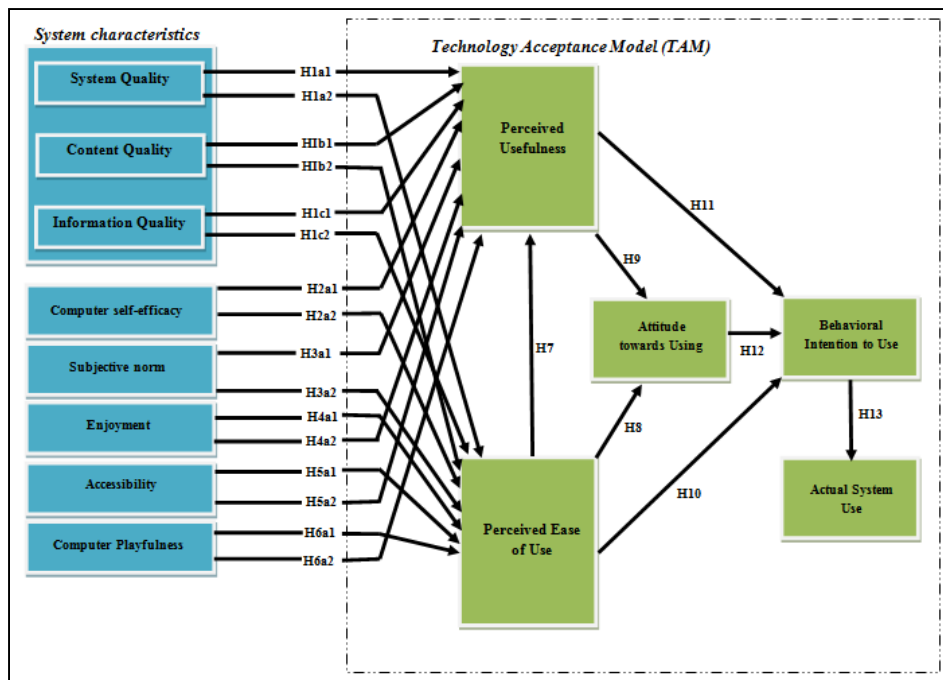 System characteristics
Technology Acceptance Model (TAM)
System Quality
Content Quality
Information Quality
Computer self-efficacy
Subjective norm
Enjoyment
Accessibility
Computer Playfulness
H1a1
H1a2
HIb1
HIb2
H1c1
H1c2
H2a1
H2a2
H3a1
H3a2
H4a1
H4a2
H5a1
H5a2
H6a1
H6a2
Perceived
Usefulness
H7
Perceived Ease
of Use
H9
H8
Attitude
towards Using
H11
H12
H10
Behavioral
Intention to Use
H13
Actual System
Use